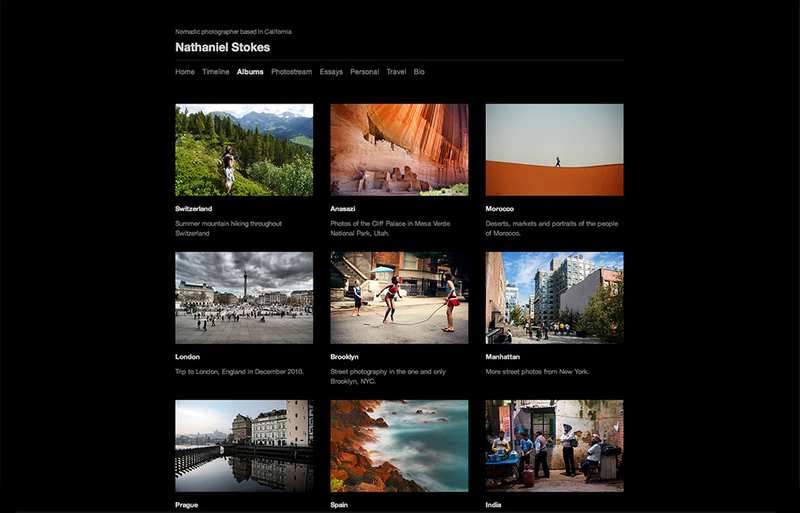 Nomadic photographer based in California
Nathaniel Stokes
Home Timeline Albums Photostream Essays Personal Travel Bio
Switzerland
Summer mountain hiking throughout
Switzerland
Anasazi
Photos of the Cliff Palace in Mesa Verde
National Park, Utah.
Morocco
Deserts, markets and portraits of the people
of Morocco.
London
Trip to London, England in December 2010.
Brooklyn
Street photography in the one and only
Brooklyn, NYC.
Manhattan
More street photos from New York.
Prague
Spain
India